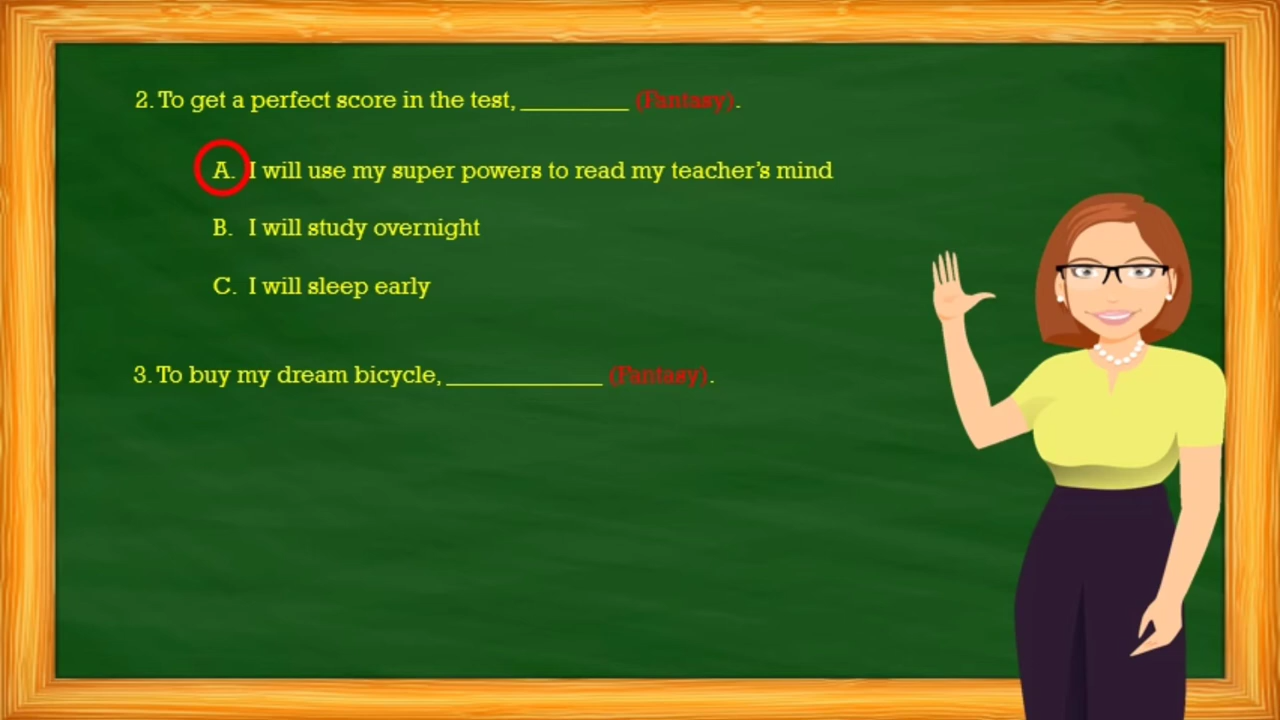 2. To get a perfect score in the test, _________ (Fantasy).
A. I will use my super powers to read my teacher's mind
B. I will study overnight
C. I will sleep early
3. To buy my dream bicycle, _____________ (Fantasy).